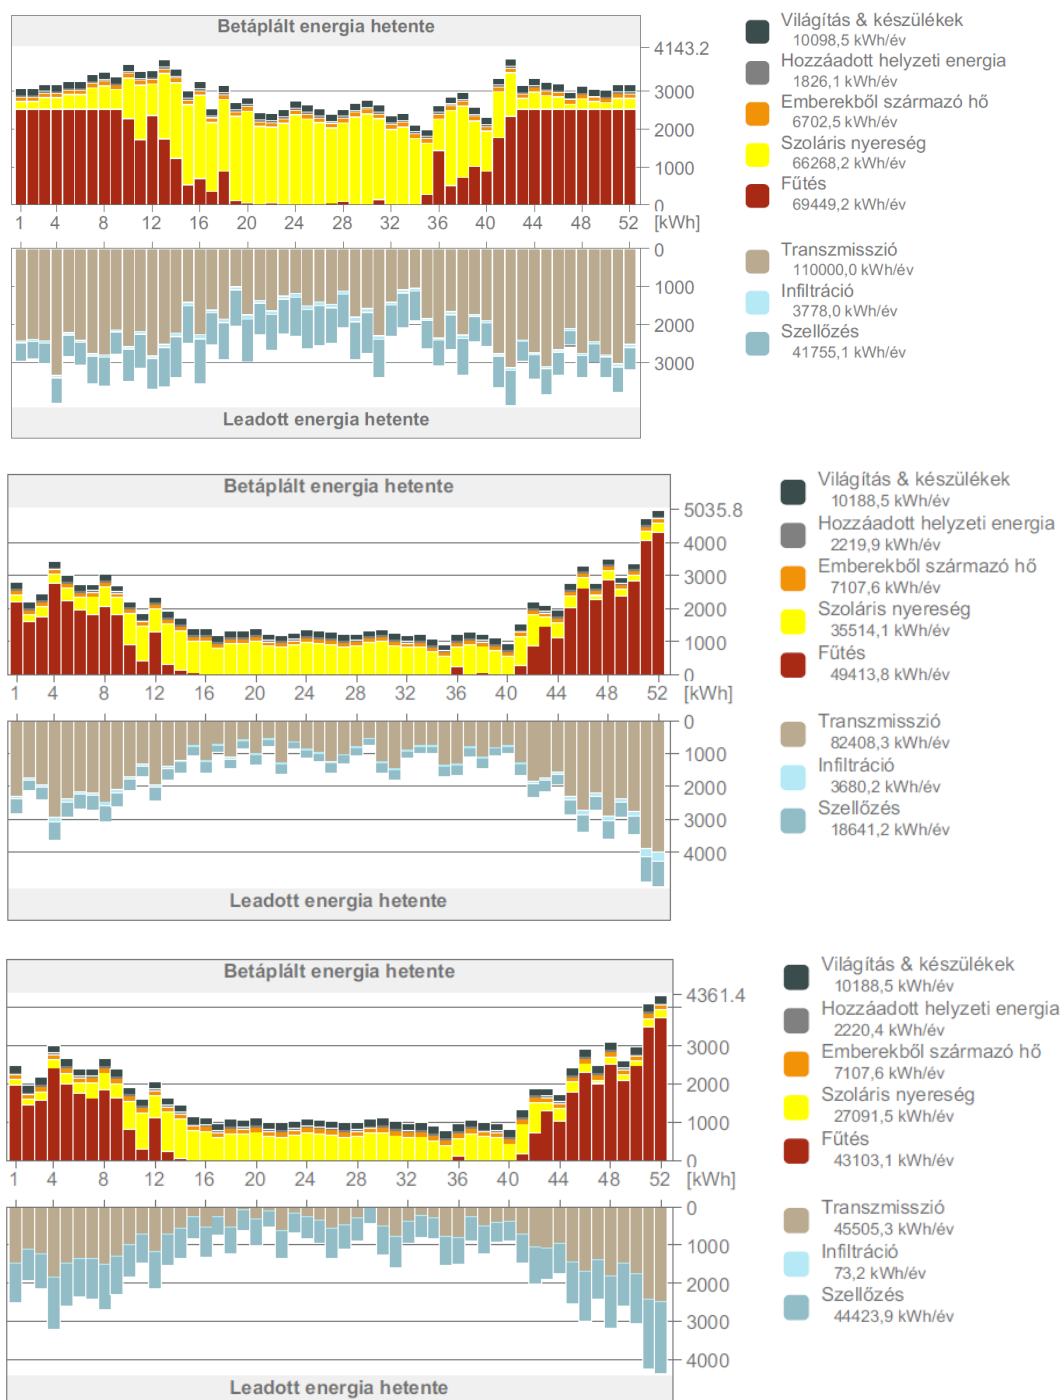 Betáplált energia hetente
4143.2
3000
2000
1000
0
1 4 8 12 16 20 24 28 32 36 40 44 48 52 [kWh]
0
1000
2000
3000
Leadott energia hetente
Világítás & készülékek
10098,5 kWh/év
Hozzáadott helyzeti energia
1826,1 kWh/év
Emberekből származó hő
6702,5 kWh/év
Szoláris nyereség
66268,2 kWh/év
Fűtés
69449,2 kWh/év
Transzmisszió
110000,0 kWh/év
Infiltráció
3778,0 kWh/év
Szellőzés
41755,1 kWh/év
Betáplált energia hetente
5035.8
4000
3000
2000
1000
0
1 4 8 12 16 20 24 28 32 36 40 44 48 52 [kWh]
0
1000
2000
3000
4000
Leadott energia hetente
Világítás & készülékek
10188,5 kWh/év
Hozzáadott helyzeti energia
2219,9 kWh/év
Emberekből származó hő
7107,6 kWh/év
Szoláris nyereség
35514,1 kWh/év
Fűtés
49413,8 kWh/év
Transzmisszió
82408,3 kWh/év
Infiltráció
3680,2 kWh/év
Szellőzés
18641,2 kWh/év
Betáplált energia hetente
4361.4
3000
2000
1000
0
1 4 8 12 16 20 24 28 32 36 40 44 48 52 [kWh]
0
1000
2000
3000
4000
Leadott energia hetente
Világítás & készülékek
10188,5 kWh/év
Hozzáadott helyzeti energia
2220,4 kWh/év
Emberekből származó hő
7107,6 kWh/év
Szoláris nyereség
27091,5 kWh/év
Fűtés
43103,1 kWh/év
Transzmisszió
45505,3 kWh/év
Infiltráció
73,2 kWh/év
Szellőzés
44423,9 kWh/év